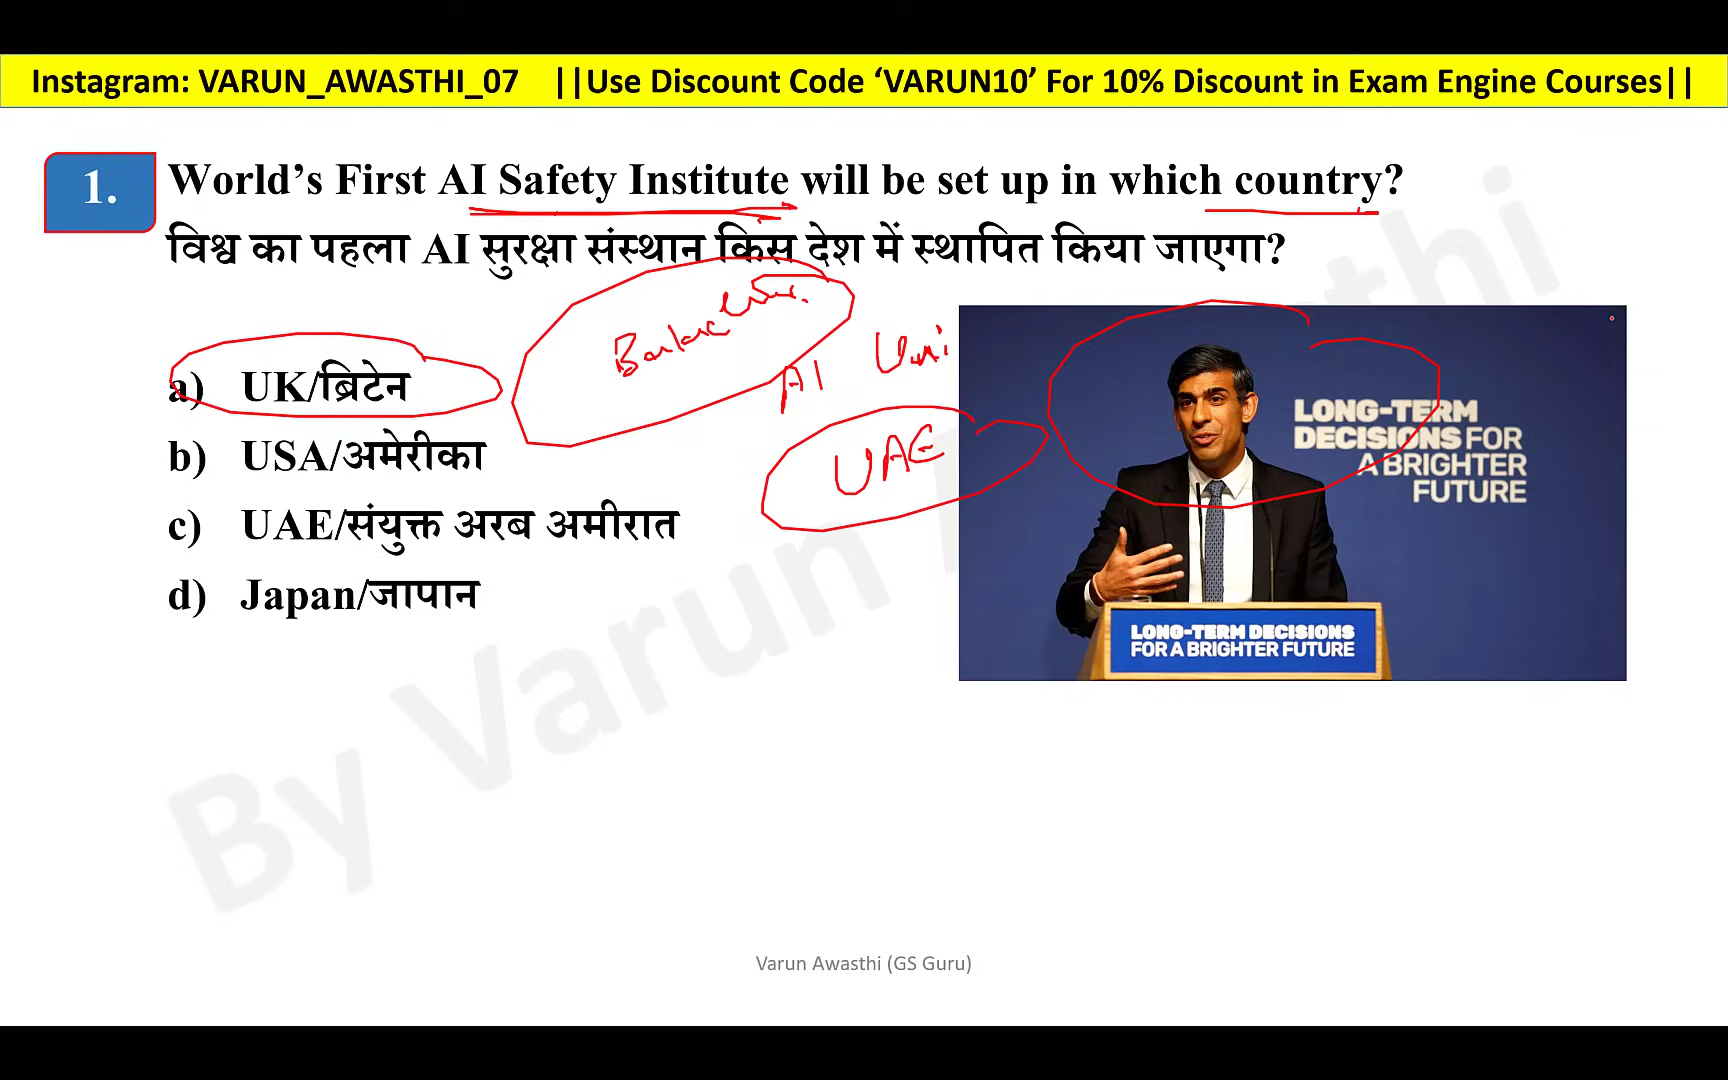 Instagram: VARUN_AWASTHI_07 ||Use Discount Code ‘VARUN10’ For 10% Discount in Exam Engine Courses||
1. World’s First AI Safety Institute will be set up in which country?
विश्व का पहला AI सुरक्षा संस्थान किस देश में स्थापित किया जाएगा?
a) UK/ब्रिटेन
b) USA/अमेरीका
c) UAE/संयुक्त अरब अमीरात
d) Japan/जापान
AI Uni
UAE
LONG-TERM
DECISIONS FOR
A BRIGHTER
FUTURE
LONG-TERM DECISIONS
FOR A BRIGHTER FUTURE
By Varun
Varun Awasthi (GS Guru)